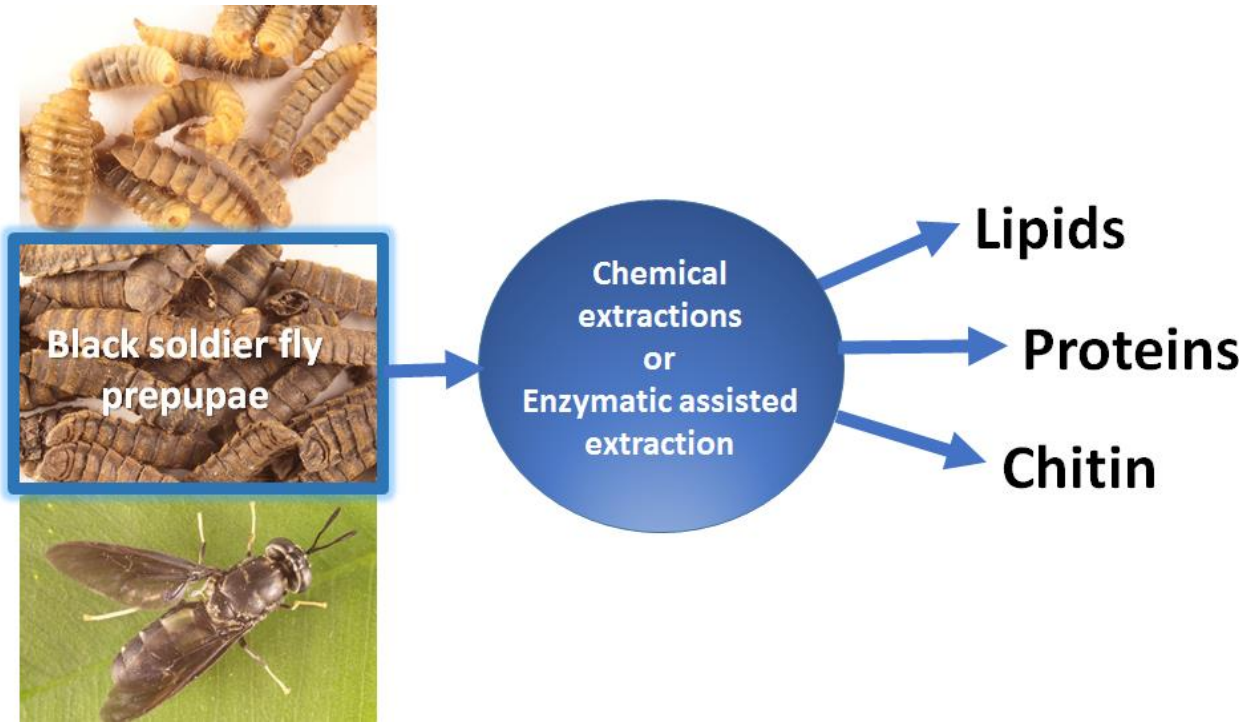 Black soldier fly
prepupae
Chemical
extractions
or
Enzymatic assisted
extraction
Lipids
Proteins
Chitin